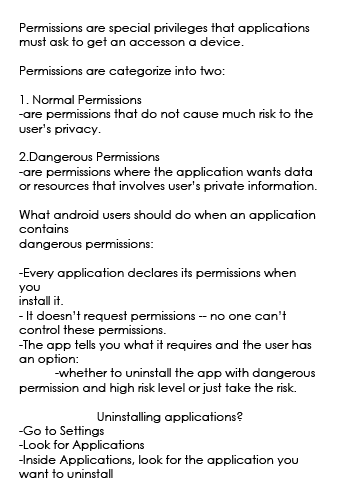 Permissions are special privileges that applications
must ask to get an accesson a device.
Permissions are categorize into two:
1. Normal Permissions
-are permissions that do not cause much risk to the
user's privacy.
2.Dangerous Permissions
-are permissions where the application wants data
or resources that involves user's private information.
What android users should do when an application
contains
dangerous permissions:
-Every application declares its permissions when
you
install it.
- It doesn't request permissions -- no one can't
control these permissions.
-The app tells you what it requires and the user has
an option:
-whether to uninstall the app with dangerous
permission and high risk level or just take the risk.
Uninstalling applications?
-Go to Settings
-Look for Applications
-Inside Applications, look for the application you
want to uninstall